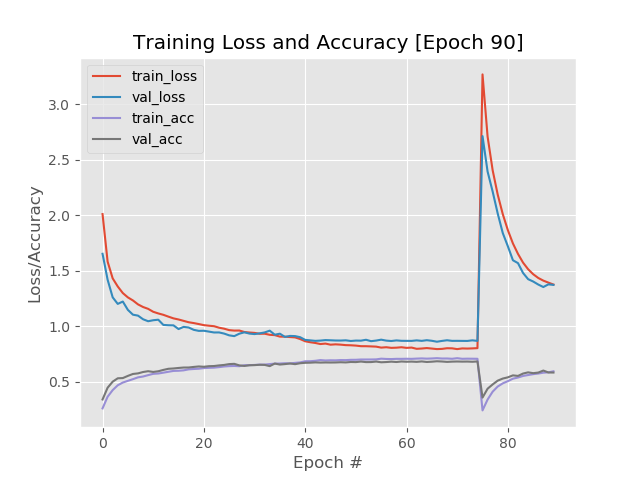 Training Loss and Accuracy [Epoch 90]
train_loss
val_loss
train_acc
val_acc
3.0
2.5
2.0
1.5
1.0
0.5
Loss/Accuracy
0 20 40 60 80
Epoch #